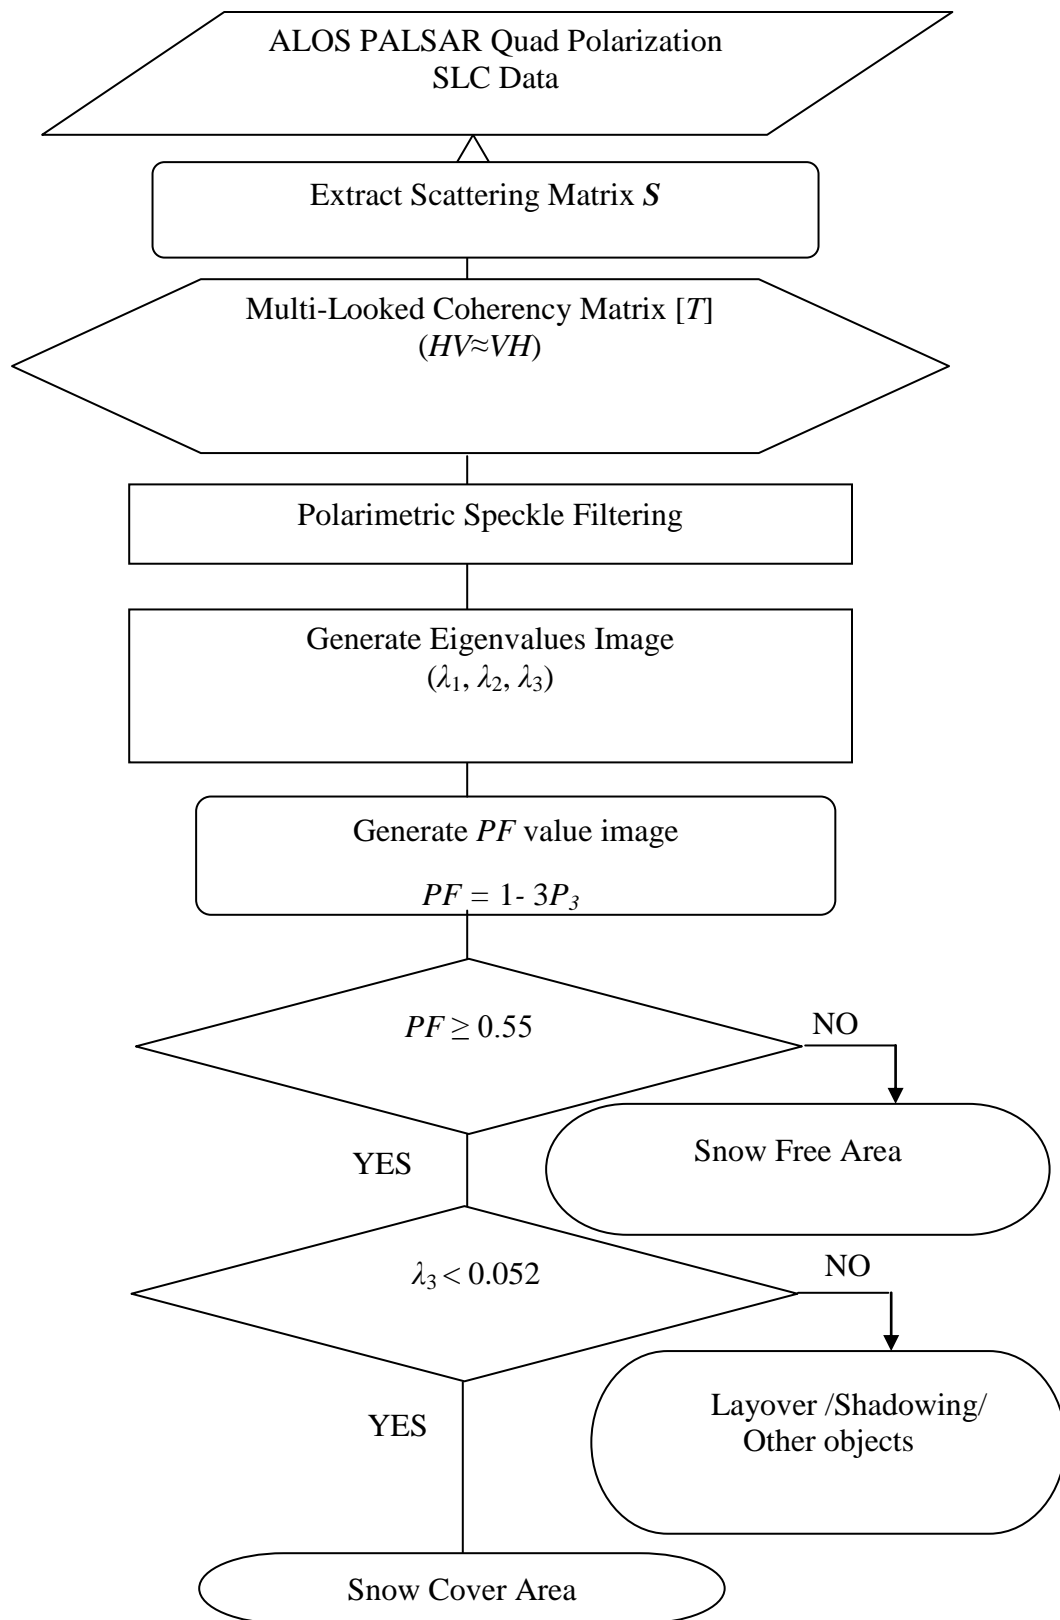 ALOS PALSAR Quad Polarization
SLC Data
Extract Scattering Matrix S
Multi-Looked Coherency Matrix [T]
(HV≈VH)
Polarimetric Speckle Filtering
Generate Eigenvalues Image
(λ1, λ2, λ3)
Generate PF value image
PF = 1- 3P3
PF ≥ 0.55
NO
Snow Free Area
YES
λ3 < 0.052
NO
Layover /Shadowing/
Other objects
YES
Snow Cover Area